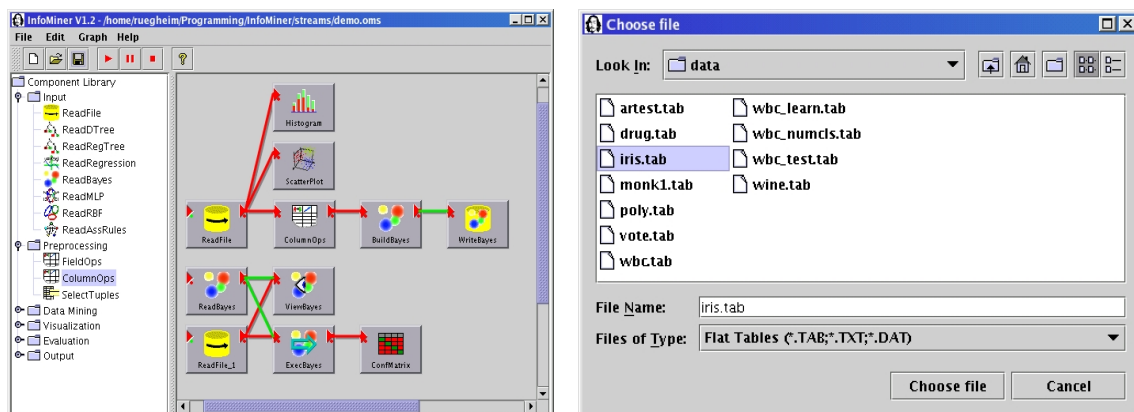 InfoMiner V1.2 - /home/ruegheim/Programming/InfoMiner/streams/demo.oms
File Edit Graph Help
Component Library
Input
ReadFile
ReadDTree
ReadRegTree
ReadRegression
ReadBayes
ReadMLP
ReadRBF
ReadAssRules
Preprocessing
FieldOps
ColumnOps
SelectTuples
Data Mining
Visualization
Evaluation
Output
Histogram
ScatterPlot
ReadFile ColumnOps BuildBayes WriteBayes
ReadBayes ViewBayes
ReadFile_1 ExecBayes ConfMatrix
Choose file
Look In: data
artest.tab
drug.tab
iris.tab
monk1.tab
poly.tab
vote.tab
wbc.tab
wbc_learn.tab
wbc_numcls.tab
wbc_test.tab
wine.tab
File Name: iris.tab
Files of Type: Flat Tables (*.TAB;*.TXT;*.DAT)
Choose file Cancel